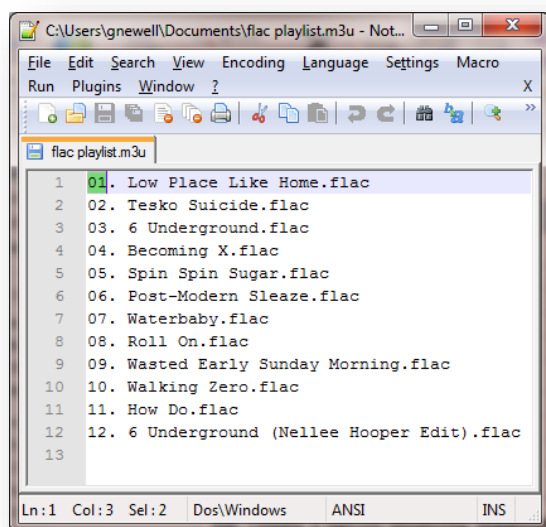 C:\Users\gnewell\Documents\flac playlist.m3u - Not...
File Edit Search View Encoding Language Settings Macro
Run Plugins Window ? X
flac playlist.m3u
1 01. Low Place Like Home.flac
2 02. Tesko Suicide.flac
3 03. 6 Underground.flac
4 04. Becoming X.flac
5 05. Spin Spin Sugar.flac
6 06. Post-Modern Sleaze.flac
7 07. Waterbaby.flac
8 08. Roll On.flac
9 09. Wasted Early Sunday Morning.flac
10 10. Walking Zero.flac
11 11. How Do.flac
12 12. 6 Underground (Nellee Hooper Edit).flac
13
Ln : 1 Col : 3 Sel : 2 Dos\Windows ANSI INS